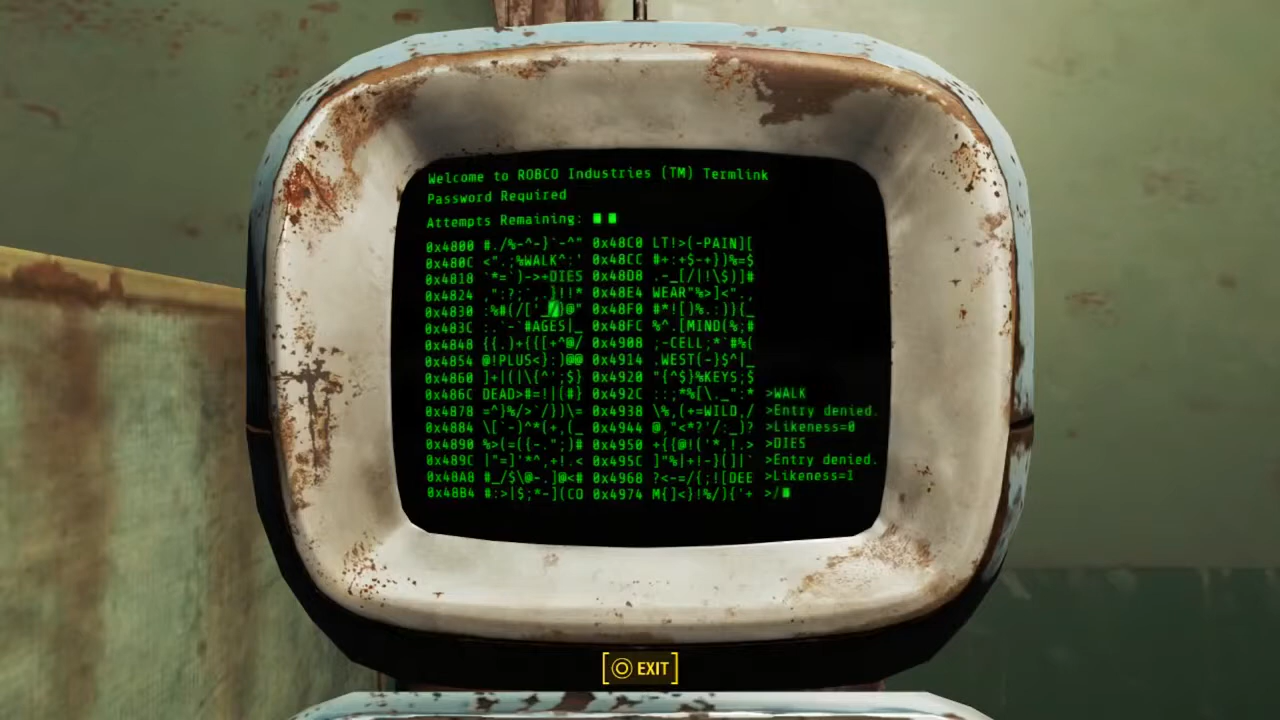 Welcome to ROBCO Industries (TM) Termlink
Password Required
Attempts Remaining: ■ ■
0x4800 #./%-^-}`-^" 0x48C0 LT!>(-PAIN][
0x480C <".;%WALK^:' 0x48CC #+:+$-+})%=$
0x4818 `*=`)->+DIES 0x48D8 .-_[/|!\$)]#
0x4824 ,":?;-,.}!!* 0x48E4 WEAR"%>]<".,
0x4830 :%#(/['_/)@" 0x48F0 #*![)%.:)){_
0x483C :.`-`#AGES|_ 0x48FC %^.[MIND(%;#
0x4848 {{.)+{{[+^@/ 0x4908 ;-CELL;*`#%(
0x4854 @!PLUS<}:)@@ 0x4914 .WEST(-}$^|_
0x4860 ]+|(|\{^';$} 0x4920 "{^$}%KEYS;$
0x486C DEAD>#=!|(#} 0x492C ::;*%[\._":* >WALK
0x4878 =^}%/>`/))\= 0x4938 \%,(+=WILD,/ >Entry denied.
0x4884 \[`-)^*(+,(_ 0x4944 @,"<*?'/:_)? >Likeness=0
0x4890 %>(=({-.";)# 0x4950 +{{@!('*,!.> >DIES
0x489C |"=]'*^,+!.< 0x495C ]"%|+!-}(]|` >Entry denied.
0x48A8 #_/$\@-.]@<# 0x4968 ?<-=/{;![DEE >Likeness=1
0x48B4 #:>|$;*-](CO 0x4974 M{]<}!%/){'+ >/■
EXIT